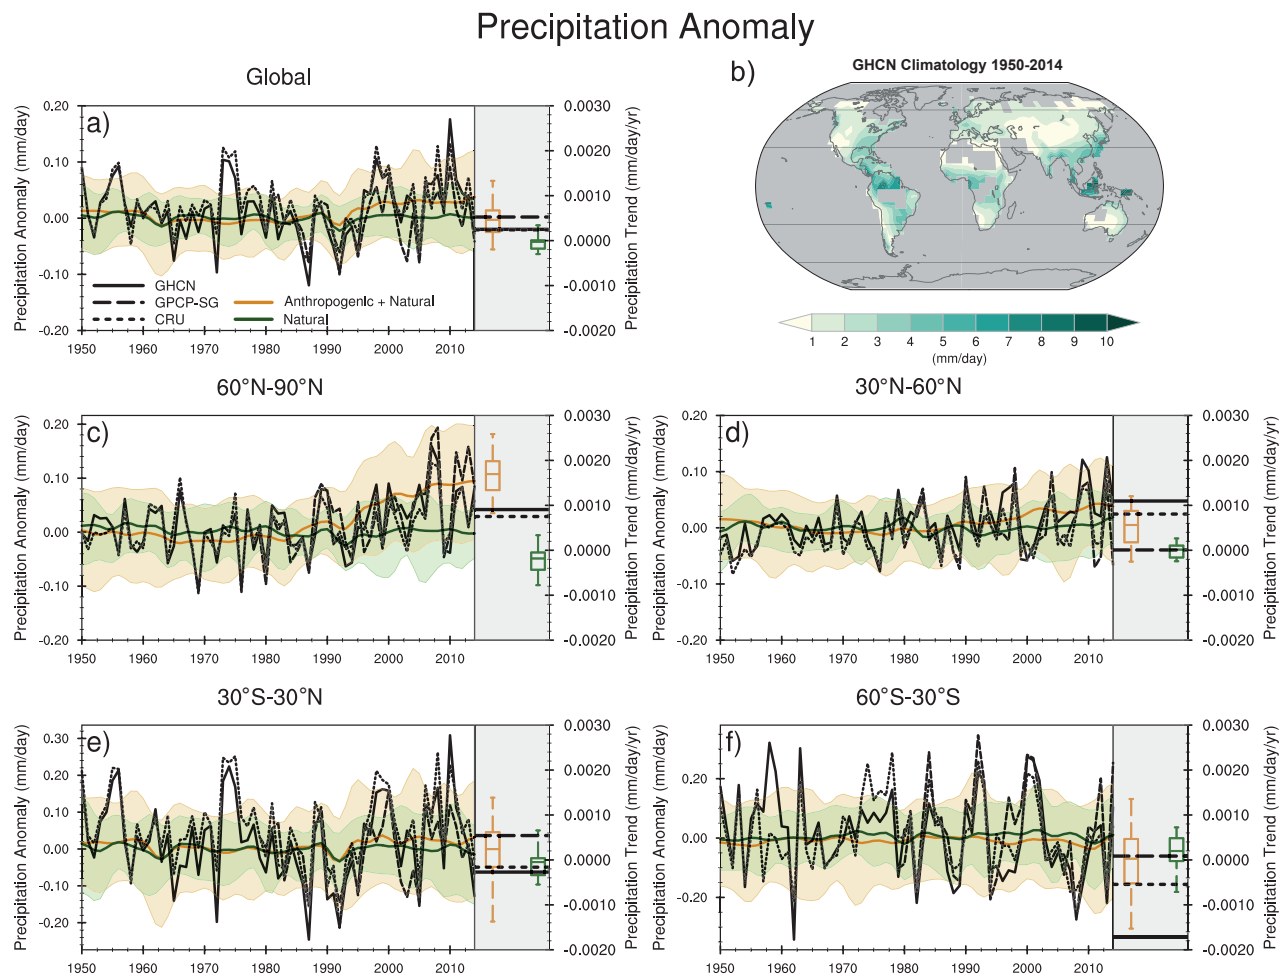 Precipitation Anomaly
Global
a)
Precipitation Anomaly (mm/day)
0.20
0.10
0.00
-0.10
-0.20
GHCN
GPCP-SG
CRU
Anthropogenic + Natural
Natural
1950 1960 1970 1980 1990 2000 2010
0.0030
0.0020
0.0010
0.0000
-0.0010
-0.0020
Precipitation Trend (mm/day/yr)
b)
GHCN Climatology 1950-2014
1 2 3 4 5 6 7 8 9 10
(mm/day)
60°N-90°N
c)
Precipitation Anomaly (mm/day)
0.20
0.10
0.00
-0.10
-0.20
1950 1960 1970 1980 1990 2000 2010
0.0030
0.0020
0.0010
0.0000
-0.0010
-0.0020
Precipitation Trend (mm/day/yr)
30°N-60°N
d)
Precipitation Anomaly (mm/day)
0.20
0.10
0.00
-0.10
-0.20
1950 1960 1970 1980 1990 2000 2010
0.0030
0.0020
0.0010
0.0000
-0.0010
-0.0020
Precipitation Trend (mm/day/yr)
30°S-30°N
e)
Precipitation Anomaly (mm/day)
0.30
0.20
0.10
0.00
-0.10
-0.20
1950 1960 1970 1980 1990 2000 2010
0.0030
0.0020
0.0010
0.0000
-0.0010
-0.0020
Precipitation Trend (mm/day/yr)
60°S-30°S
f)
Precipitation Anomaly (mm/day)
0.20
0.00
-0.20
1950 1960 1970 1980 1990 2000 2010
0.0030
0.0020
0.0010
0.0000
-0.0010
-0.0020
Precipitation Trend (mm/day/yr)